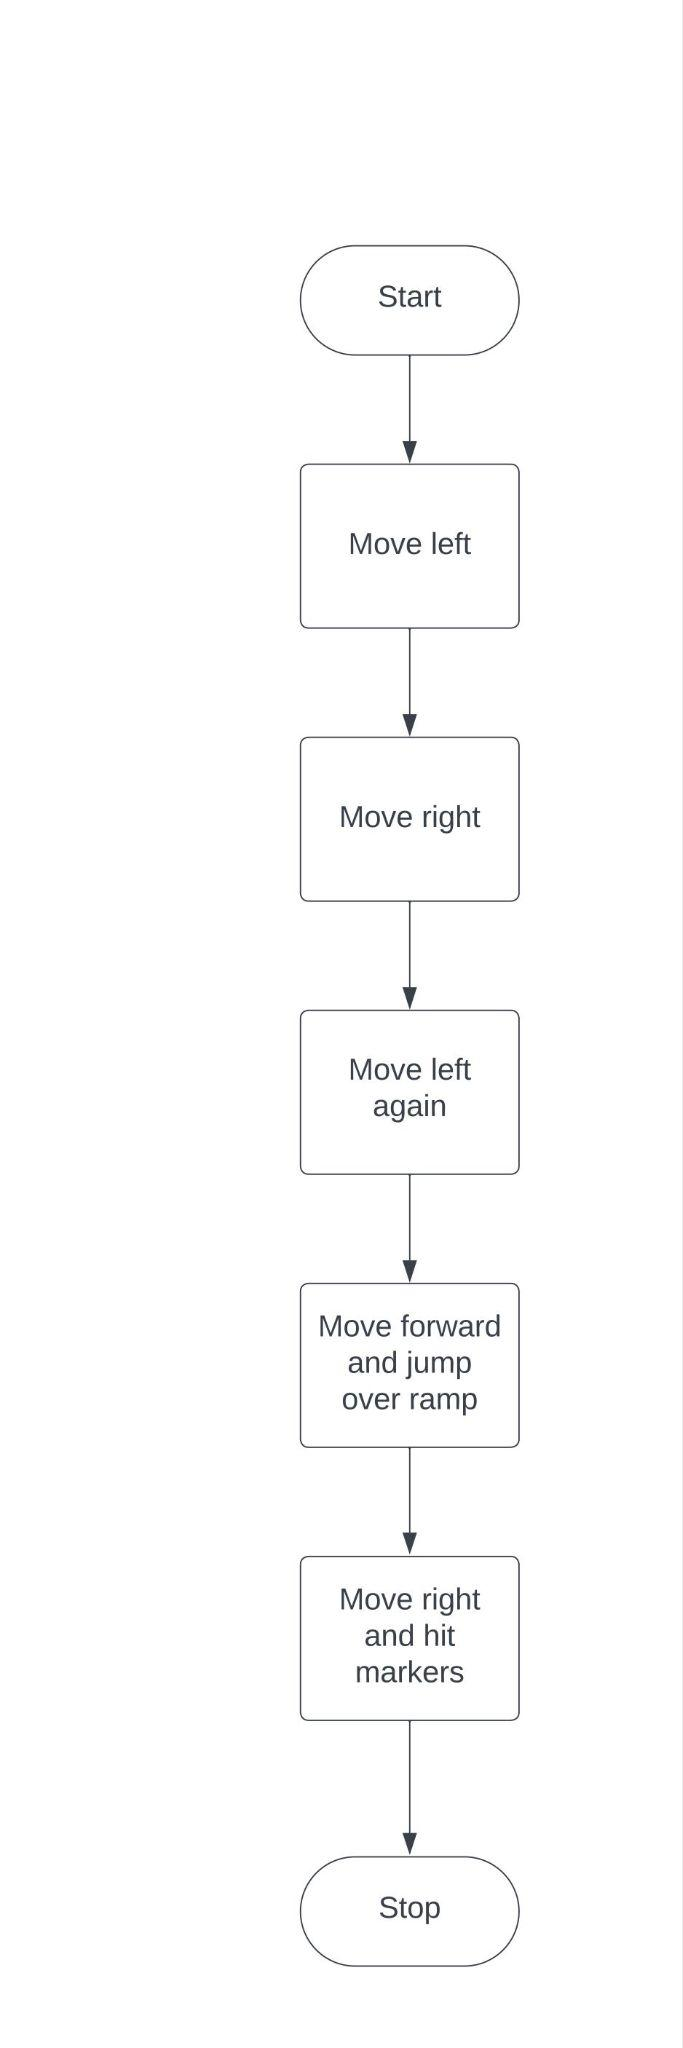 Start
Move left
Move right
Move left
again
Move forward
and jump
over ramp
Move right
and hit
markers
Stop